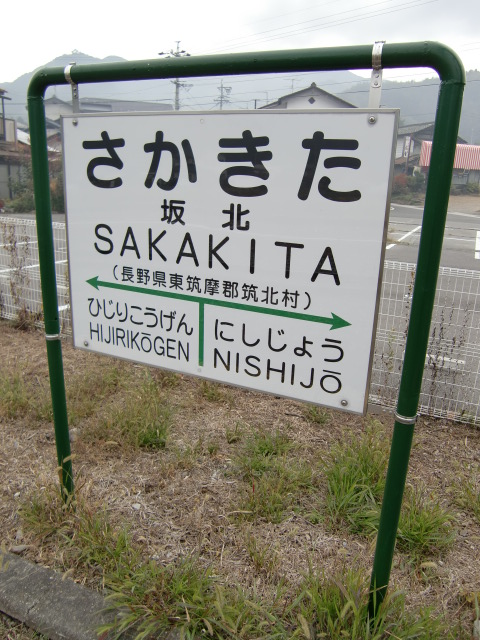 さかきた
坂北
SAKAKITA
(長野県東筑摩郡筑北村)
ひじりこうげん にしじょう
HIJIRIKŌGEN NISHIJŌ